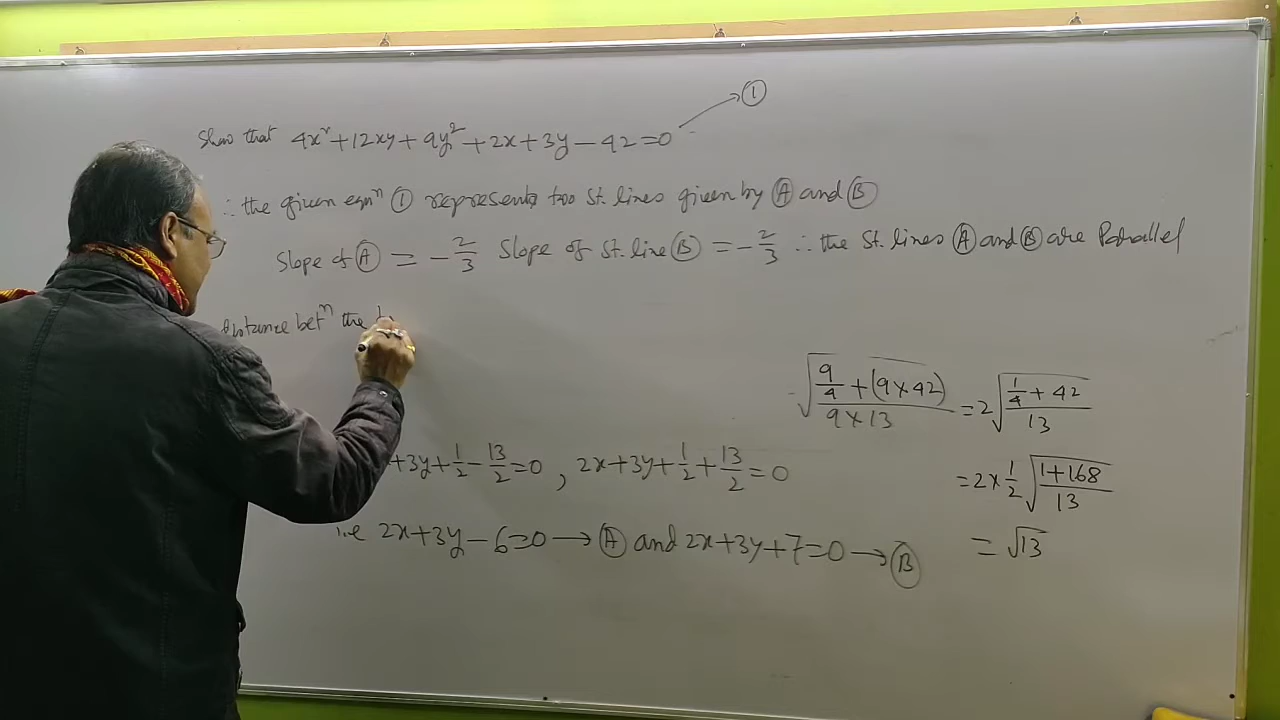 Show that 4x² + 12xy + 9y² + 2x + 3y - 42 = 0 → ①
∴ the given eqnⁿ ① represents two St. lines given by Ⓐ and Ⓑ
Slope of Ⓐ = -2/3 Slope of St. line Ⓑ = -2/3 ∴ the St. lines Ⓐ and Ⓑ are Parallel
Distance betⁿ the
√((9/4 + (9×42))/(9×13)) = 2√((1/4 + 42)/13)
+3y + 1/2 - 13/2 = 0 , 2x + 3y + 1/2 + 13/2 = 0
= 2 × 1/2 √((1+168)/13)
i.e 2x + 3y - 6 = 0 → Ⓐ and 2x + 3y + 7 = 0 → Ⓑ
= √13